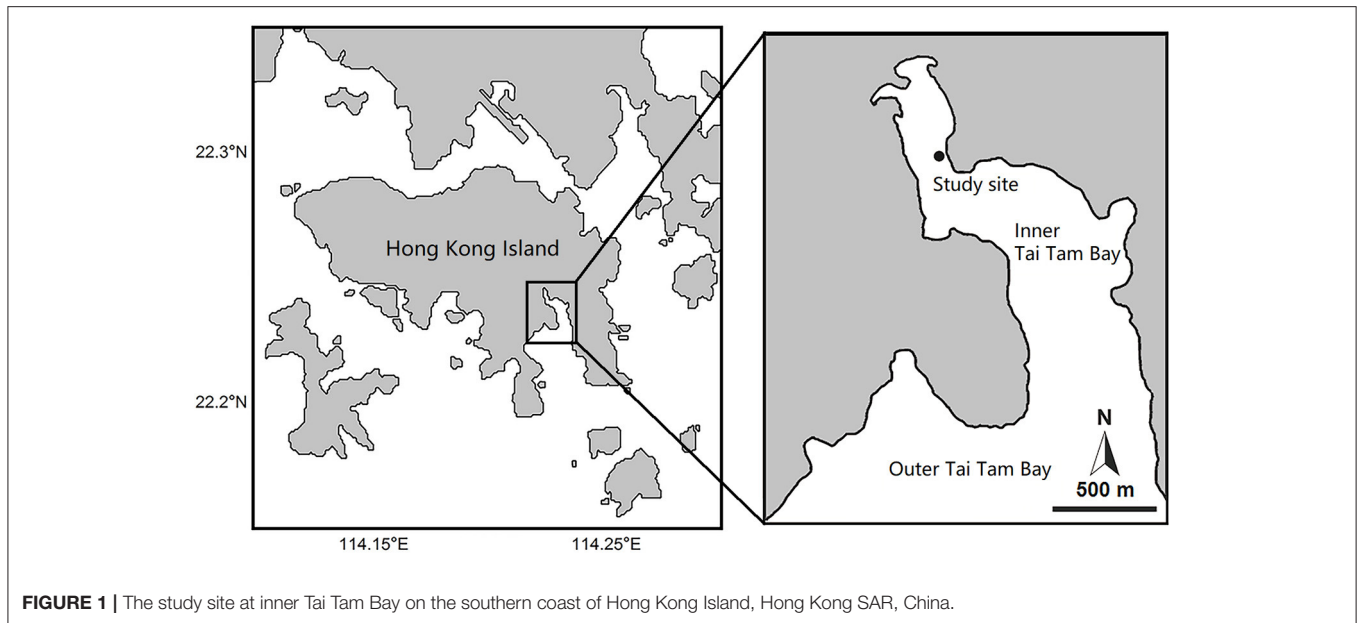 22.3°N
Hong Kong Island
22.2°N
114.15°E
114.25°E
Study site
Inner
Tai Tam Bay
Outer Tai Tam Bay
N
500 m
FIGURE 1 | The study site at inner Tai Tam Bay on the southern coast of Hong Kong Island, Hong Kong SAR, China.